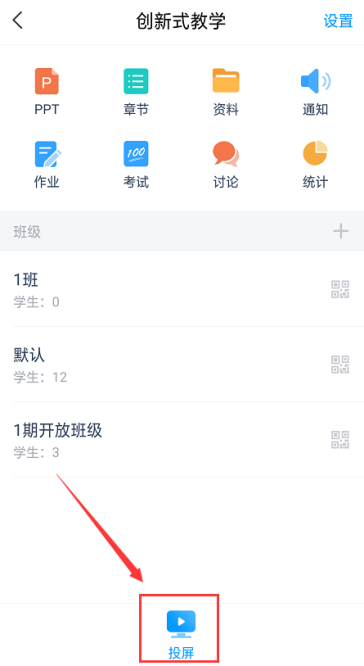 创新式教学 设置
PPT 章节 资料 通知
100
作业 考试 讨论 统计
班级
1班
学生：0
默认
学生：12
1期开放班级
学生：3
投屏